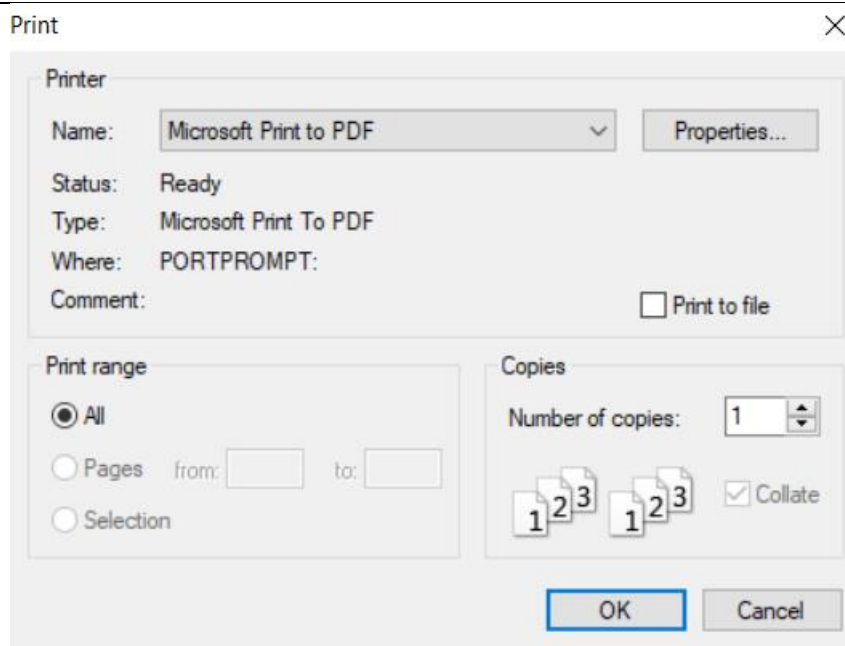 Print
Printer
Name: Microsoft Print to PDF Properties...
Status: Ready
Type: Microsoft Print To PDF
Where: PORTPROMPT:
Comment: Print to file
Print range
All
Pages from: to:
Selection
Copies
Number of copies: 1
1 2 3 1 2 3 Collate
OK Cancel